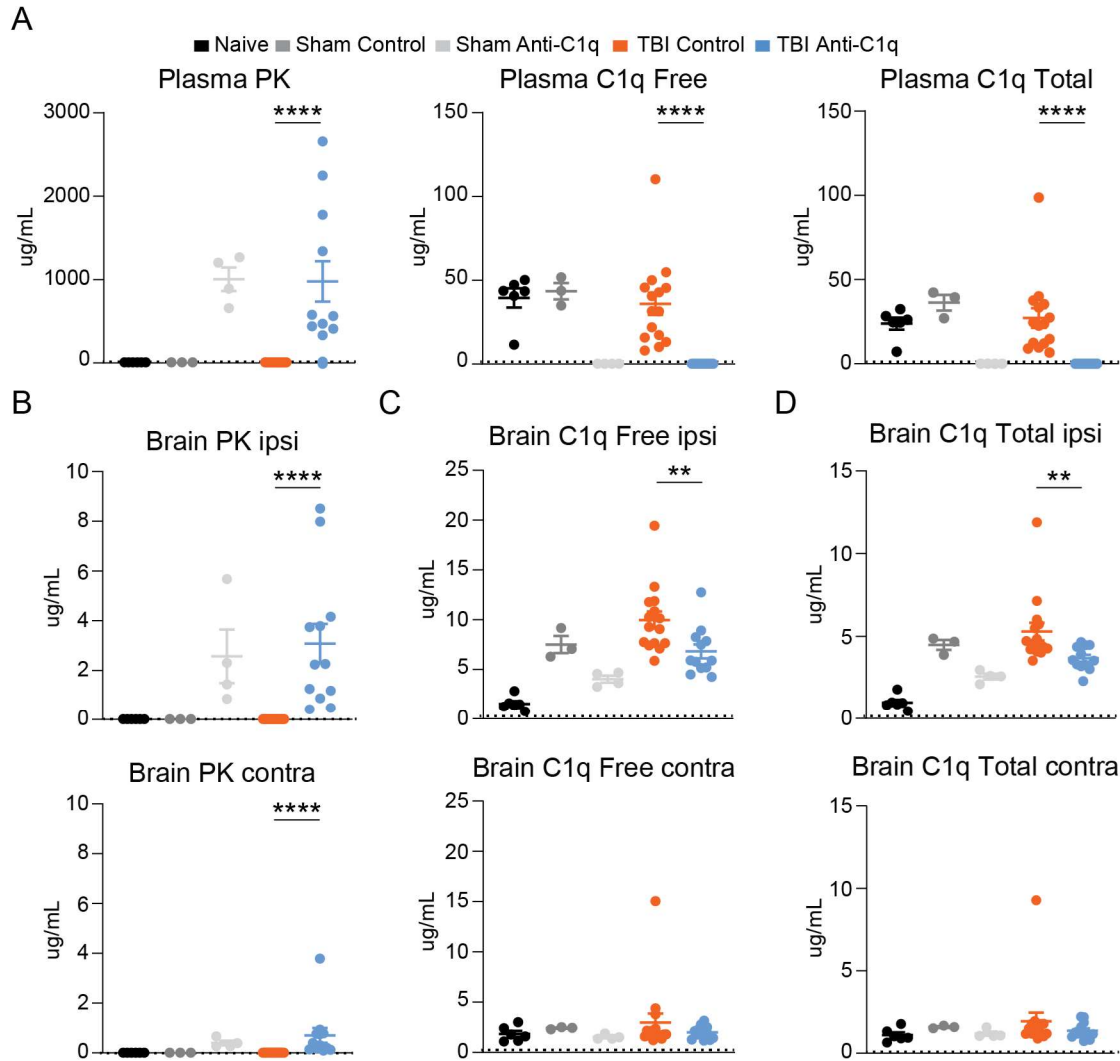 A
Naive Sham Control Sham Anti-C1q TBI Control TBI Anti-C1q
Plasma PK
Plasma C1q Free
Plasma C1q Total
ug/mL
3000
2000
1000
0
****
ug/mL
150
100
50
0
****
ug/mL
150
100
50
0
****
B
C
D
Brain PK ipsi
Brain C1q Free ipsi
Brain C1q Total ipsi
ug/mL
10
8
6
4
2
0
****
ug/mL
25
20
15
10
5
0
**
ug/mL
15
10
5
0
**
Brain PK contra
Brain C1q Free contra
Brain C1q Total contra
ug/mL
10
8
6
4
2
0
****
ug/mL
25
20
15
10
5
0
ug/mL
15
10
5
0